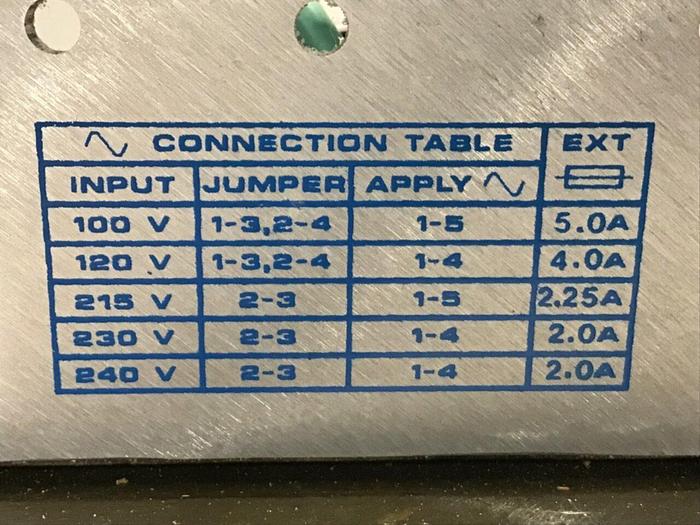 CONNECTION TABLE EXT
INPUT JUMPER APPLY
100 V 1-3,2-4 1-5 5.0A
120 V 1-3,2-4 1-4 4.0A
215 V 2-3 1-5 2.25A
230 V 2-3 1-4 2.0A
240 V 2-3 1-4 2.0A